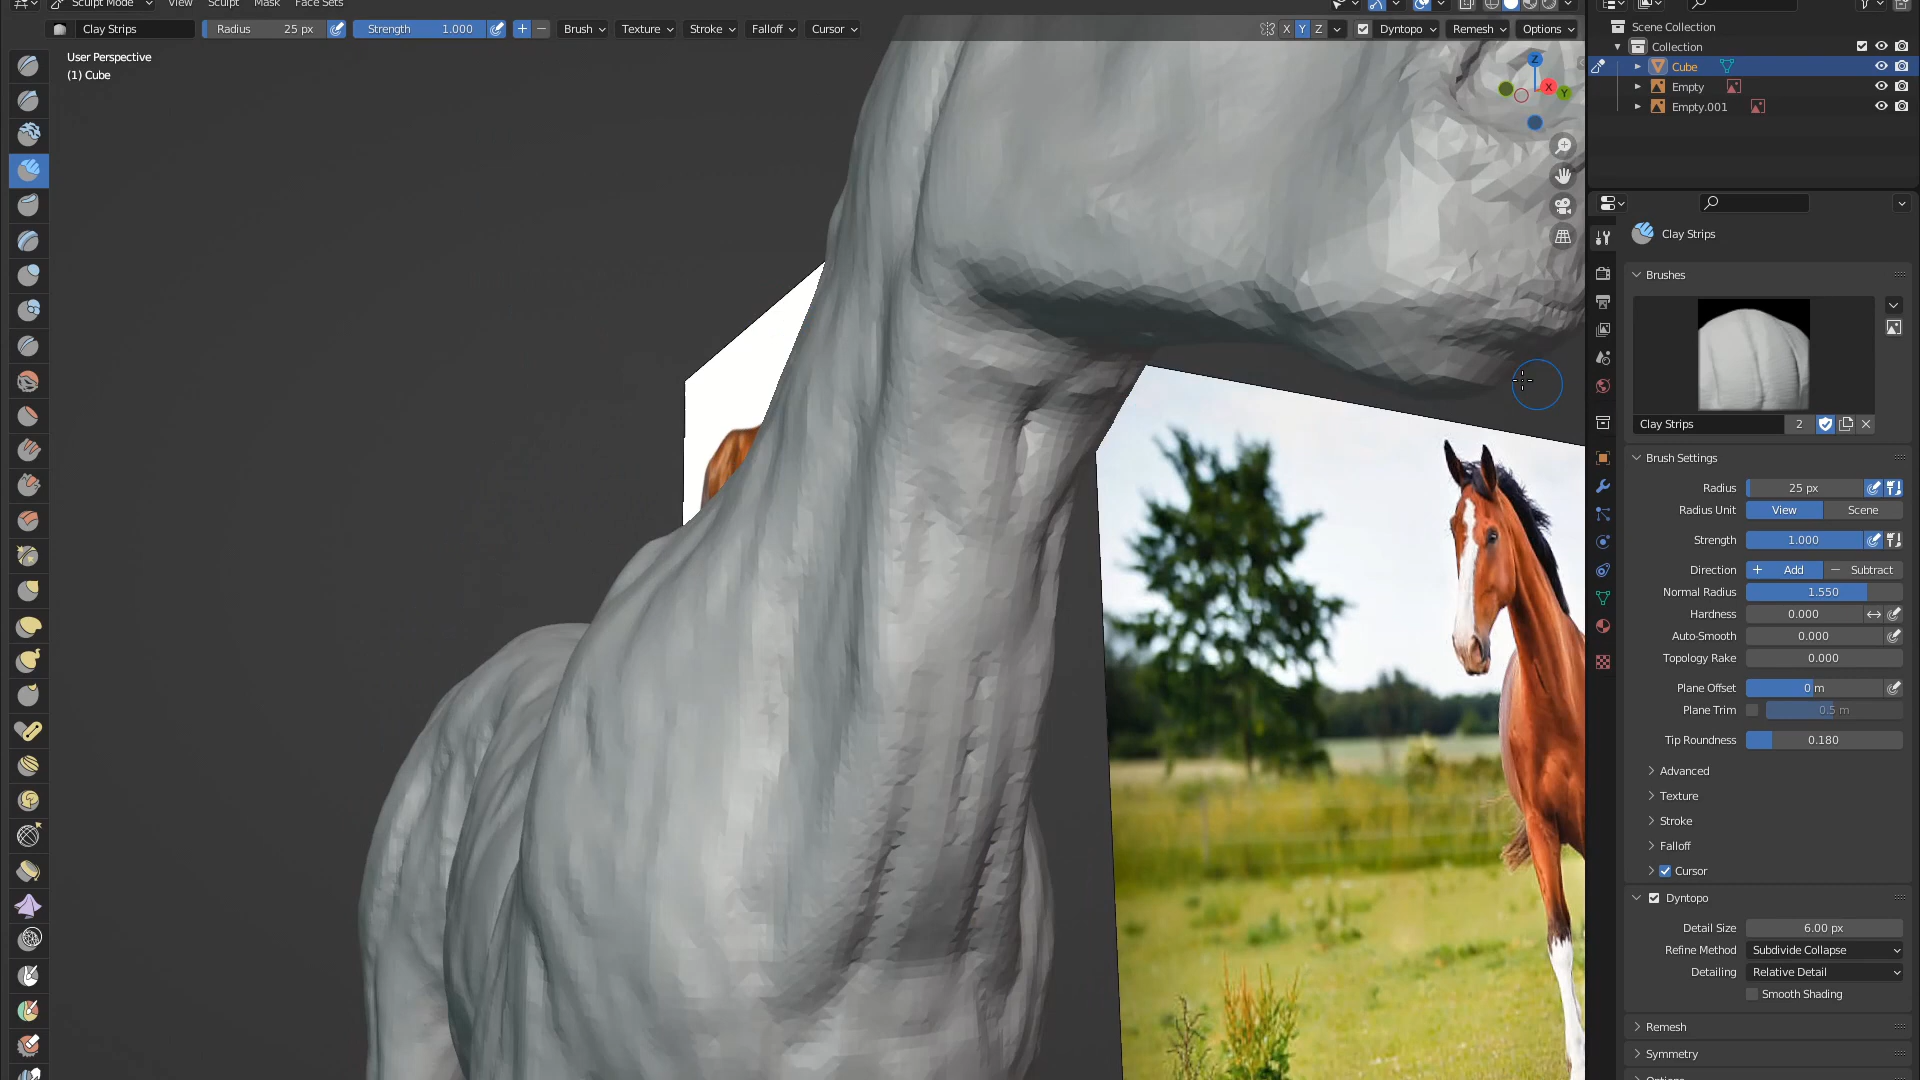 Sculpt Mode View Sculpt Mask Face Sets
Clay Strips Radius 25 px Strength 1.000 Brush Texture Stroke Falloff Cursor X Y Z Dyntopo Remesh Options
User Perspective
(1) Cube
Z
X
Y
Scene Collection
Collection
Cube
Empty
Empty.001
Clay Strips
Brushes
Clay Strips 2
Brush Settings
Radius 25 px
Radius Unit View Scene
Strength 1.000
Direction + Add − Subtract
Normal Radius 1.550
Hardness 0.000
Auto-Smooth 0.000
Topology Rake 0.000
Plane Offset 0 m
Plane Trim 0.5 m
Tip Roundness 0.180
Advanced
Texture
Stroke
Falloff
Cursor
Dyntopo
Detail Size 6.00 px
Refine Method Subdivide Collapse
Detailing Relative Detail
Smooth Shading
Remesh
Symmetry
Options